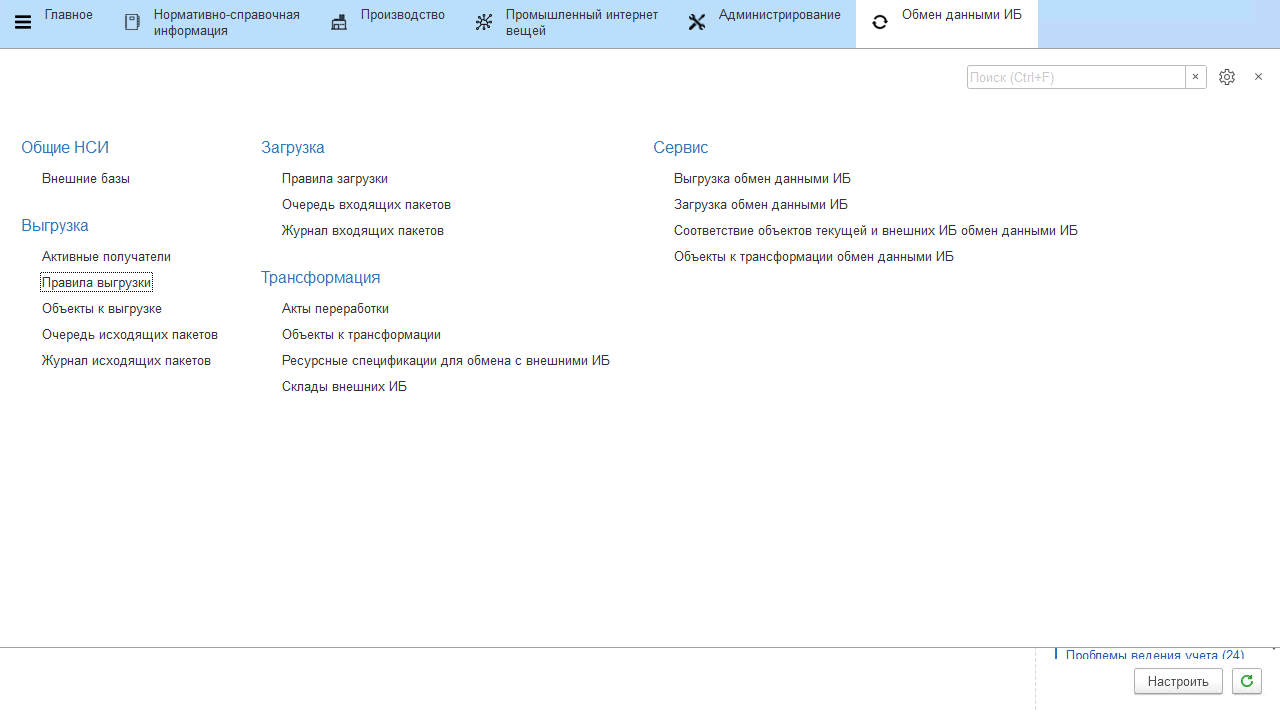 Главное
Нормативно-справочная
информация
Производство
Промышленный интернет
вещей
Администрирование
Обмен данными ИБ
Поиск (Ctrl+F)
Общие НСИ
Внешние базы
Выгрузка
Активные получатели
Правила выгрузки
Объекты к выгрузке
Очередь исходящих пакетов
Журнал исходящих пакетов
Загрузка
Правила загрузки
Очередь входящих пакетов
Журнал входящих пакетов
Трансформация
Акты переработки
Объекты к трансформации
Ресурсные спецификации для обмена с внешними ИБ
Склады внешних ИБ
Сервис
Выгрузка обмен данными ИБ
Загрузка обмен данными ИБ
Соответствие объектов текущей и внешних ИБ обмен данными ИБ
Объекты к трансформации обмен данными ИБ
Проблемы ведения учета (24)
Настроить